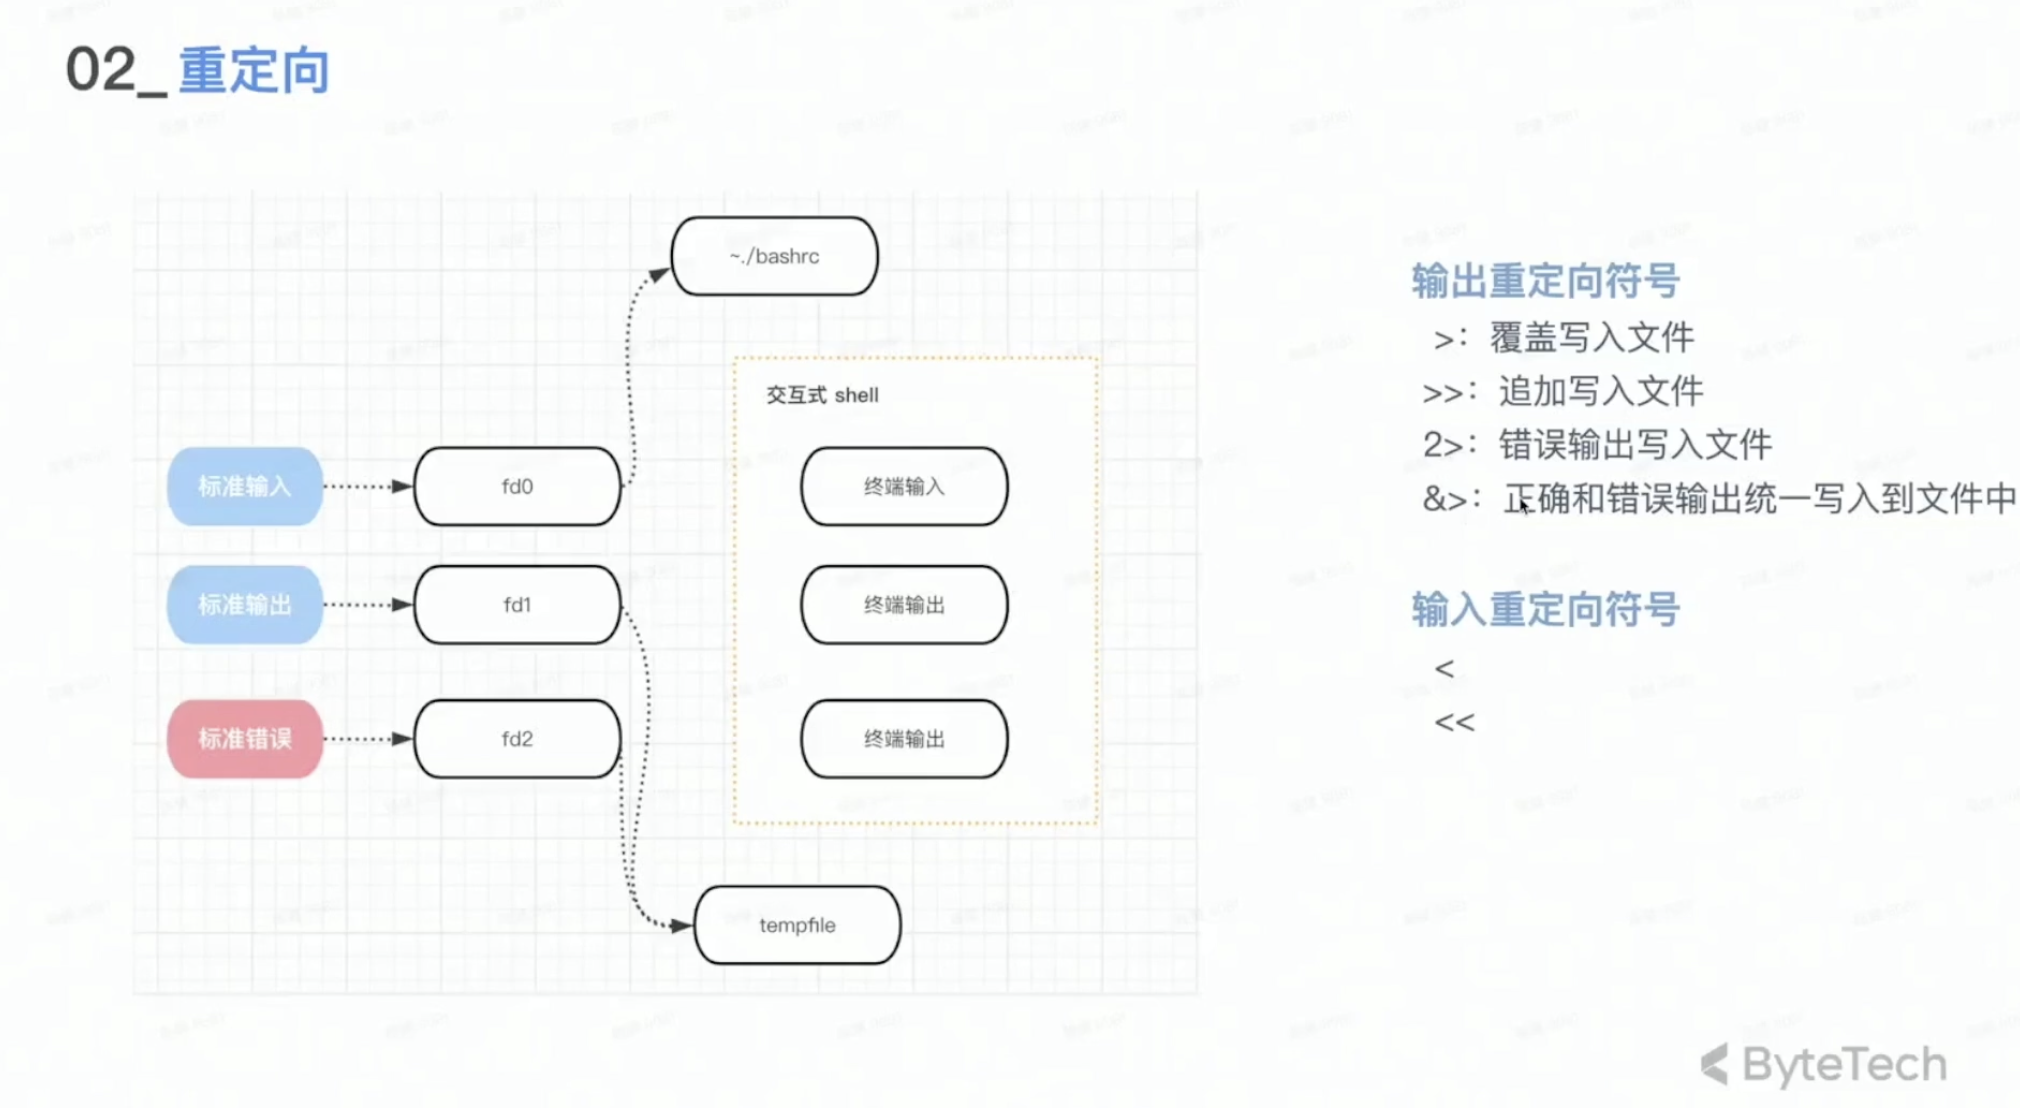 02_重定向
~./bashrc
交互式 shell
标准输入
fd0
终端输入
标准输出
fd1
终端输出
标准错误
fd2
终端输出
tempfile
输出重定向符号
>：覆盖写入文件
>>：追加写入文件
2>：错误输出写入文件
&>：正确和错误输出统一写入到文件中
输入重定向符号
<
<<
ByteTech